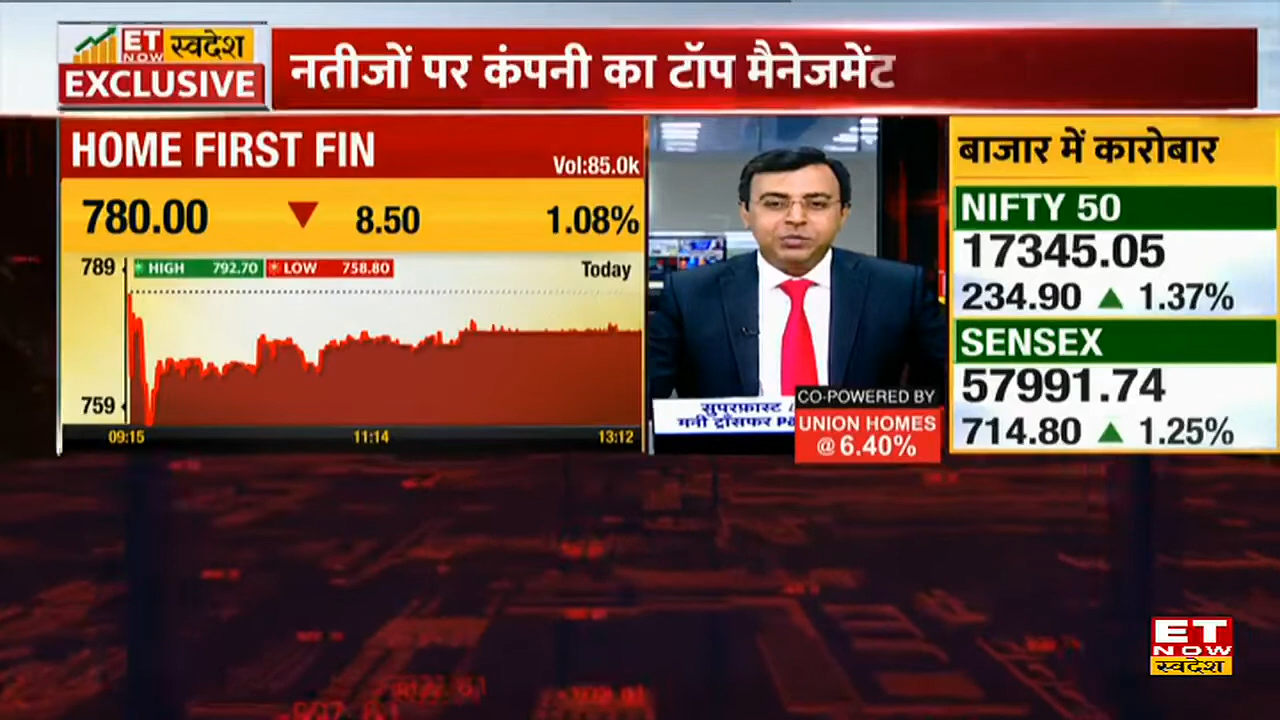 ET
NOW
स्वदेश
EXCLUSIVE
नतीजों पर कंपनी का टॉप मैनेजमेंट
HOME FIRST FIN
Vol:85.0k
780.00 ▼ 8.50 1.08%
789
HIGH 792.70 LOW 758.80
Today
759
09:15 11:14 13:12
सुपरफ़ास्ट
मनी ट्राँसफर
CO-POWERED BY
UNION HOMES
@ 6.40%
बाजार में कारोबार
NIFTY 50
17345.05
234.90 ▲ 1.37%
SENSEX
57991.74
714.80 ▲ 1.25%
ET
NOW
स्वदेश